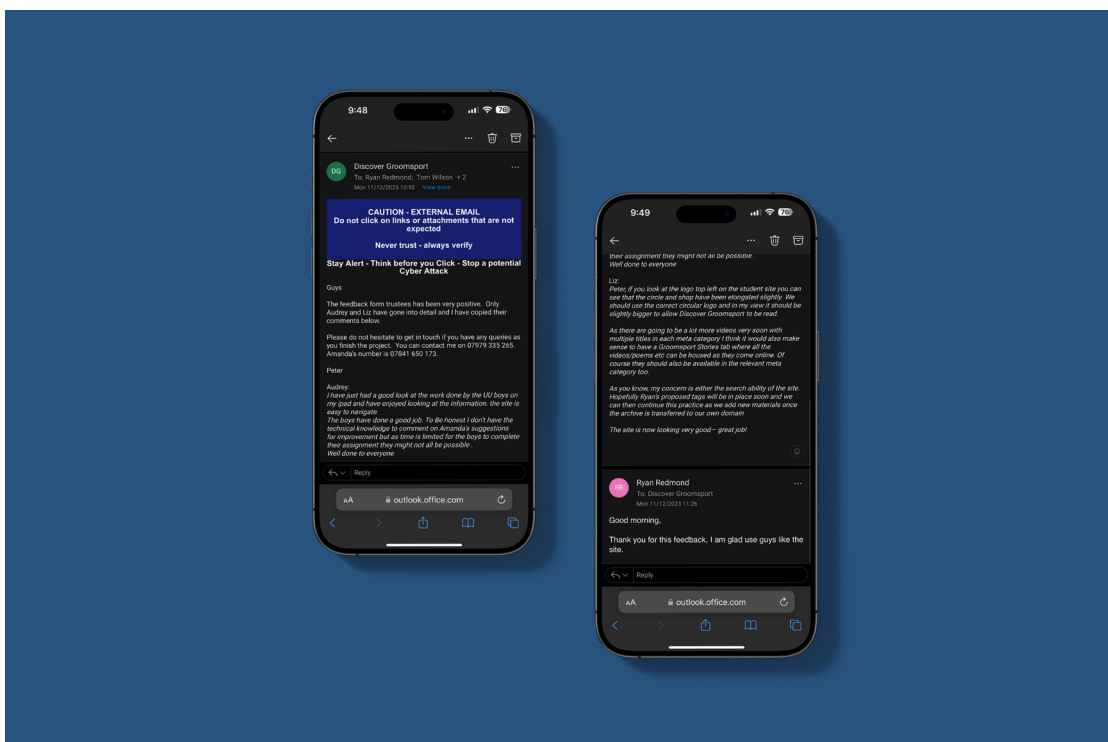 9:48
76
DG
Discover Groomsport
To: Ryan Redmond; Tom Wilson +2
Mon 11/12/2023 10:55 View more
CAUTION - EXTERNAL EMAIL
Do not click on links or attachments that are not
expected
Never trust - always verify
Stay Alert - Think before you Click - Stop a potential
Cyber Attack
Guys
The feedback form trustees has been very positive. Only
Audrey and Liz have gone into detail and I have copied their
comments below.
Please do not hesitate to get in touch if you have any queries as
you finish the project. You can contact me on 07979 335 265.
Amanda's number is 07841 650 173.
Peter
Audrey:
I have just had a good look at the work done by the UU boys on
my ipad and have enjoyed looking at the information. the site is
easy to navigate.
The boys have done a good job. To Be honest I don't have the
technical knowledge to comment on Amanda's suggestions
for improvement but as time is limited for the boys to complete
their assignment they might not all be possible .
Well done to everyone
Reply
AA
outlook.office.com
9:49
76
their assignment they might not all be possible .
Well done to everyone
Liz:
Peter, if you look at the logo top left on the student site you can
see that the circle and shop have been elongated slightly. We
should use the correct circular logo and in my view it should be
slightly bigger to allow Discover Groomsport to be read.
As there are going to be a lot more videos very soon with
multiple titles in each meta category I think it would also make
sense to have a Groomsport Stories tab where all the
videos/poems etc can be housed as they come online. Of
course they should also be available in the relevant meta
category too.
As you know, my concern is either the search ability of the site.
Hopefully Ryan's proposed tags will be in place soon and we
can then continue this practice as we add new materials once
the archive is transferred to our own domain
The site is now looking very good— great job!
RR
Ryan Redmond
To: Discover Groomsport
Mon 11/12/2023 11:26
Good morning,
Thank you for this feedback, I am glad use guys like the
site.
Reply
AA
outlook.office.com